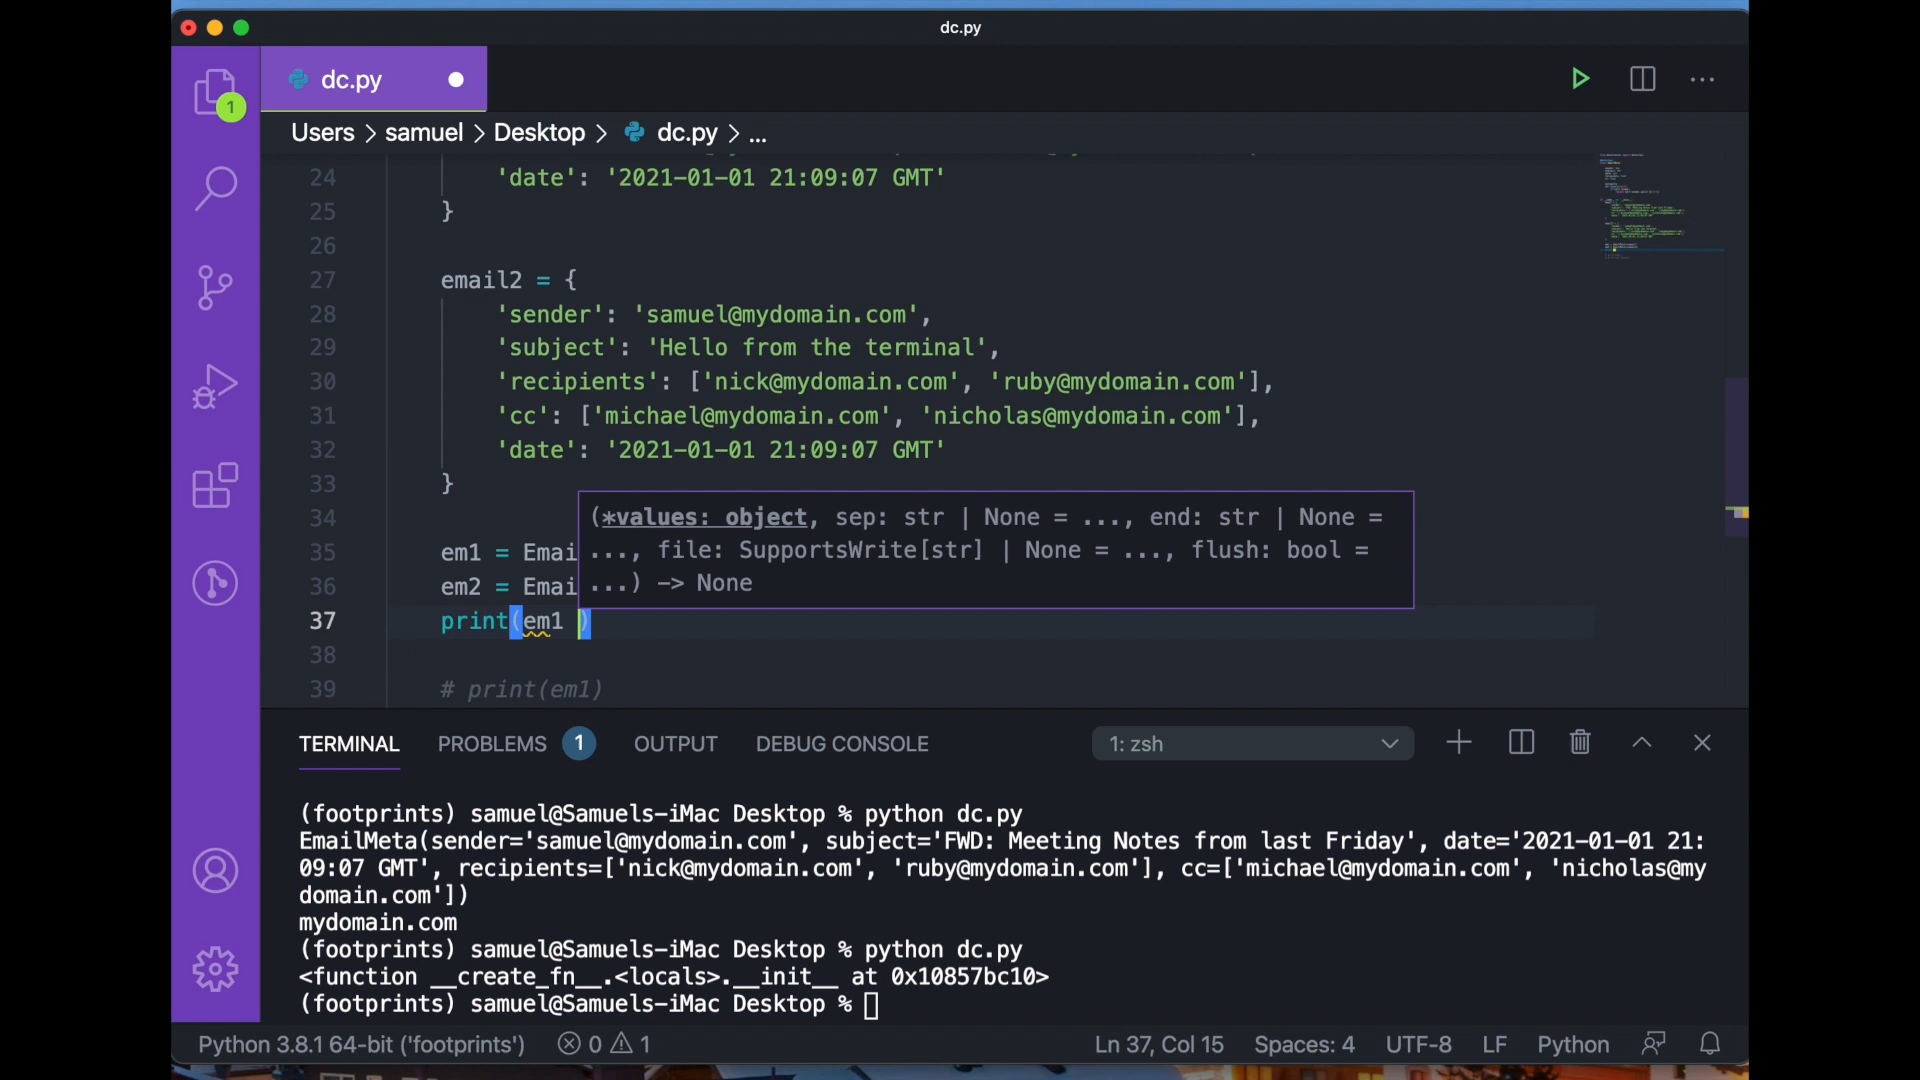 dc.py
1
dc.py
Users > samuel > Desktop > dc.py > ...
24 'date': '2021-01-01 21:09:07 GMT'
25 }
26
27 email2 = {
28 'sender': 'samuel@mydomain.com',
29 'subject': 'Hello from the terminal',
30 'recipients': ['nick@mydomain.com', 'ruby@mydomain.com'],
31 'cc': ['michael@mydomain.com', 'nicholas@mydomain.com'],
32 'date': '2021-01-01 21:09:07 GMT'
33 }
34
(*values: object, sep: str | None = ..., end: str | None =
..., file: SupportsWrite[str] | None = ..., flush: bool =
...) -> None
35 em1 = Emai
36 em2 = Emai
37 print(em1 )
38
39 # print(em1)
TERMINAL PROBLEMS 1 OUTPUT DEBUG CONSOLE 1: zsh
(footprints) samuel@Samuels-iMac Desktop % python dc.py
EmailMeta(sender='samuel@mydomain.com', subject='FWD: Meeting Notes from last Friday', date='2021-01-01 21:
09:07 GMT', recipients=['nick@mydomain.com', 'ruby@mydomain.com'], cc=['michael@mydomain.com', 'nicholas@my
domain.com'])
mydomain.com
(footprints) samuel@Samuels-iMac Desktop % python dc.py
<function __create_fn__.<locals>.__init__ at 0x10857bc10>
(footprints) samuel@Samuels-iMac Desktop %
Python 3.8.1 64-bit ('footprints') 0 1 Ln 37, Col 15 Spaces: 4 UTF-8 LF Python